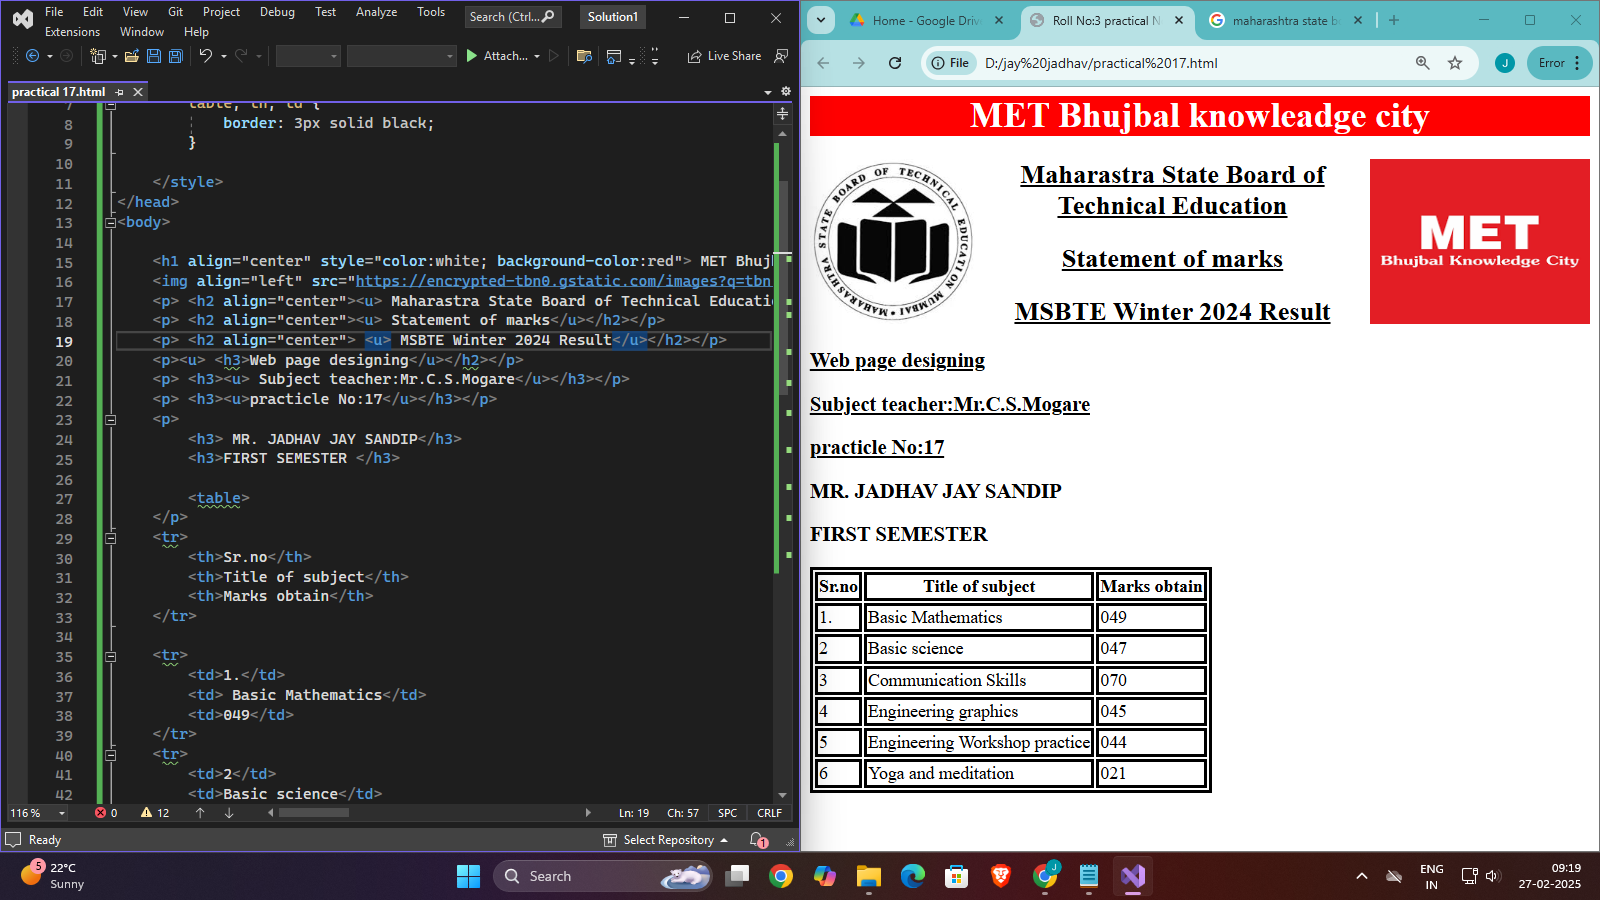 File Edit View Git Project Debug Test Analyze Tools Search (Ctrl... Solution1
Extensions Window Help
Attach... Live Share
practical 17.html
7 table, th, td {
8 border: 3px solid black;
9 }
10
11 </style>
12 </head>
13 <body>
14
15 <h1 align="center" style="color:white; background-color:red"> MET Bhuj
16 <img align="left" src="https://encrypted-tbn0.gstatic.com/images?q=tbn
17 <p> <h2 align="center"><u> Maharastra State Board of Technical Educati
18 <p> <h2 align="center"><u> Statement of marks</u></h2></p>
19 <p> <h2 align="center"> <u> MSBTE Winter 2024 Result</u></h2></p>
20 <p><u> <h3>Web page designing</u></h2></p>
21 <p> <h3><u> Subject teacher:Mr.C.S.Mogare</u></h3></p>
22 <p> <h3><u>practicle No:17</u></h3></p>
23 <p>
24 <h3> MR. JADHAV JAY SANDIP</h3>
25 <h3>FIRST SEMESTER </h3>
26
27 <table>
28 </p>
29 <tr>
30 <th>Sr.no</th>
31 <th>Title of subject</th>
32 <th>Marks obtain</th>
33 </tr>
34
35 <tr>
36 <td>1.</td>
37 <td> Basic Mathematics</td>
38 <td>049</td>
39 </tr>
40 <tr>
41 <td>2</td>
42 <td>Basic science</td>
116 % 0 12 Ln: 19 Ch: 57 SPC CRLF
Ready Select Repository 1
Home - Google Driv Roll No:3 practical N maharashtra state b
File D:/jay%20jadhav/practical%2017.html J Error
MET Bhujbal knowleadge city
MAHARASHTRA STATE BOARD OF TECHNICAL EDUCATION MUMBAI
Maharastra State Board of
Technical Education
Statement of marks
MSBTE Winter 2024 Result
MET
Bhujbal Knowledge City
Web page designing
Subject teacher:Mr.C.S.Mogare
practicle No:17
MR. JADHAV JAY SANDIP
FIRST SEMESTER
Sr.no Title of subject Marks obtain
1. Basic Mathematics 049
2 Basic science 047
3 Communication Skills 070
4 Engineering graphics 045
5 Engineering Workshop practice 044
6 Yoga and meditation 021
5 22°C
Sunny
Search
J
ENG
IN
09:19
27-02-2025